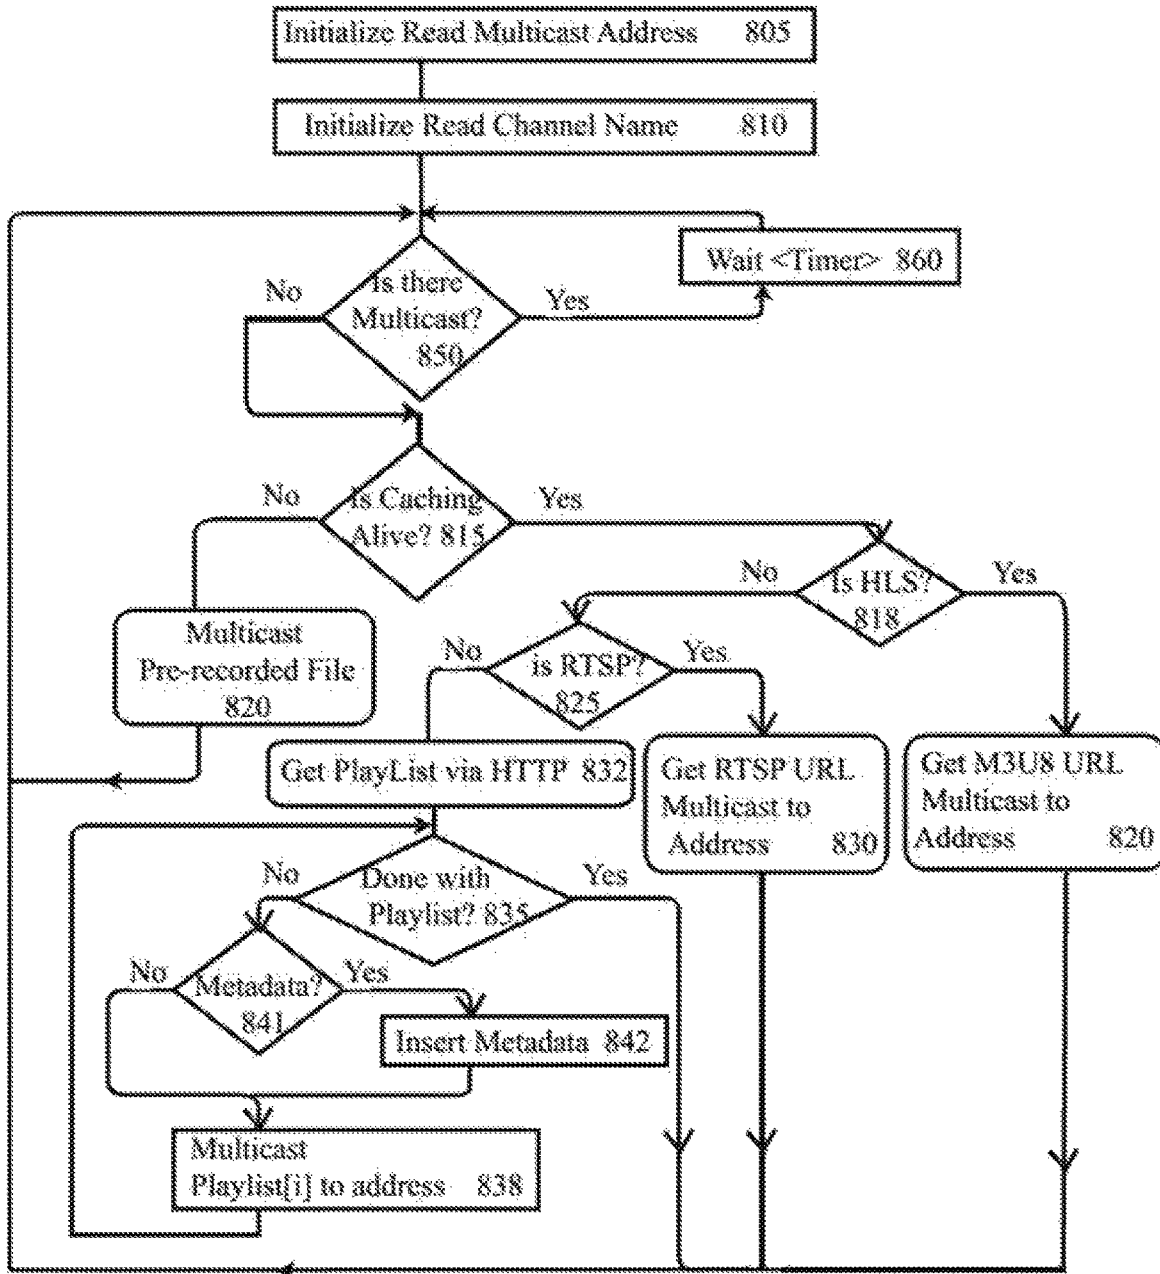 Initialize Read Multicast Address 805
Initialize Read Channel Name 810
Wait <Timer> 860
No
Is there
Multicast?
850
Yes
No
Is Caching
Alive? 815
Yes
No
Is HLS?
818
Yes
Multicast
Pre-recorded File
820
No
is RTSP?
825
Yes
Get PlayList via HTTP 832
Get RTSP URL
Multicast to
Address 830
Get M3U8 URL
Multicast to
Address 820
No
Done with
Playlist? 835
Yes
No
Metadata?
841
Yes
Insert Metadata 842
Multicast
Playlist[i] to address 838